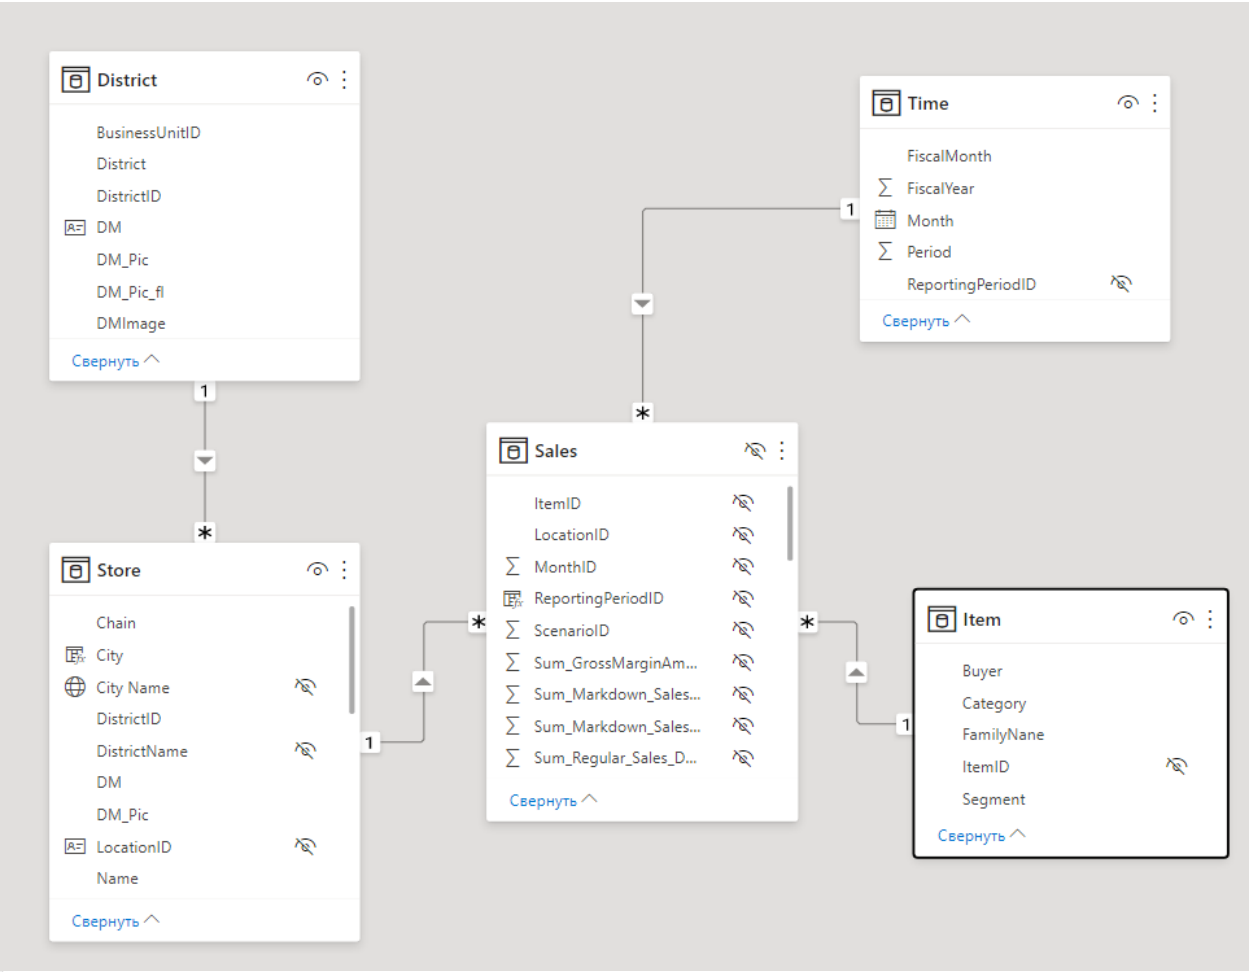 District
BusinessUnitID
District
DistrictID
DM
DM_Pic
DM_Pic_fl
DMImage
Свернуть
1
*
Time
FiscalMonth
FiscalYear
Month
Period
ReportingPeriodID
Свернуть
1
*
Sales
ItemID
LocationID
MonthID
ReportingPeriodID
ScenarioID
Sum_GrossMarginAm...
Sum_Markdown_Sales...
Sum_Markdown_Sales...
Sum_Regular_Sales_D...
Свернуть
Store
Chain
City
City Name
DistrictID
DistrictName
DM
DM_Pic
LocationID
Name
Свернуть
1
*
*
1
Item
Buyer
Category
FamilyNane
ItemID
Segment
Свернуть